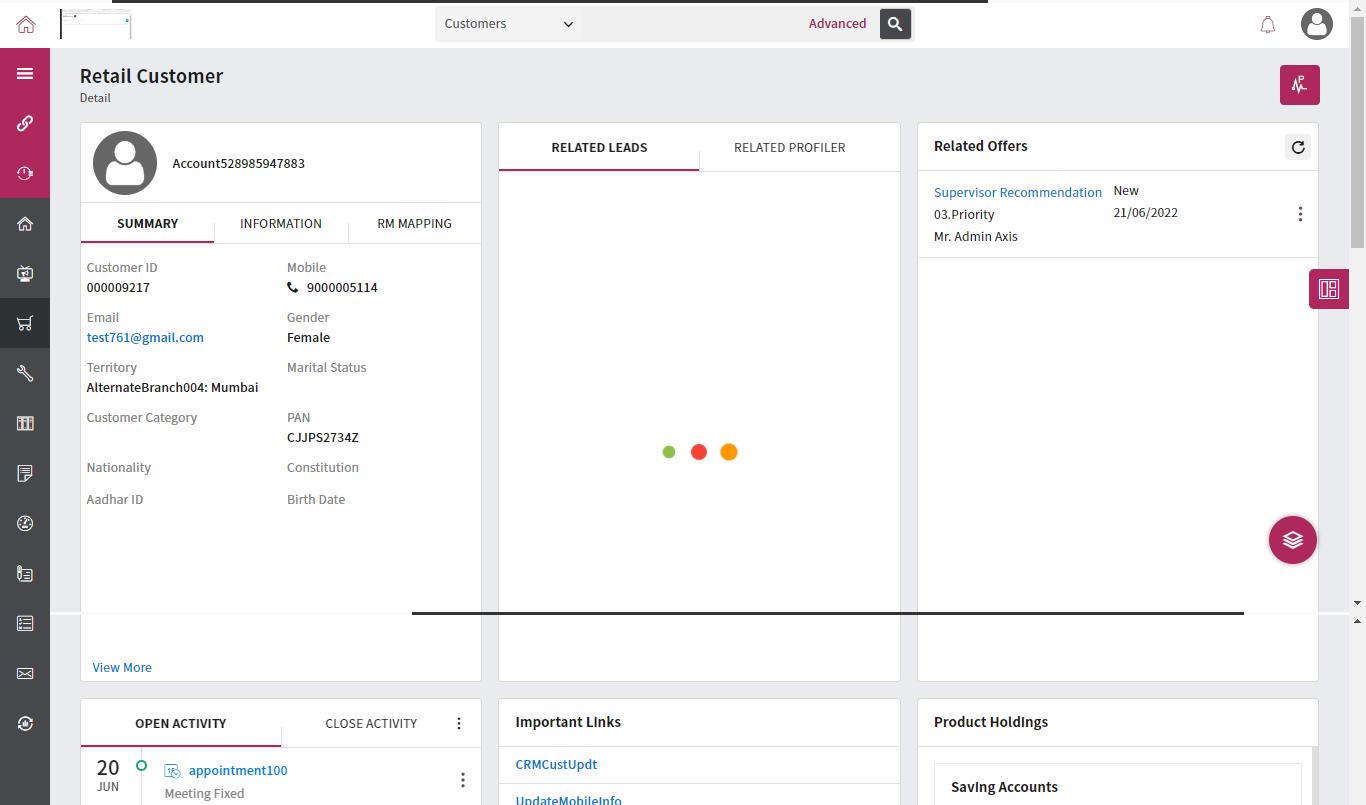 Customers
Advanced
Retail Customer
Detail
Account528985947883
SUMMARY
INFORMATION
RM MAPPING
Customer ID
000009217
Mobile
9000005114
Email
test761@gmail.com
Gender
Female
Territory
AlternateBranch004: Mumbai
Marital Status
Customer Category
PAN
CJJPS2734Z
Nationality
Constitution
Aadhar ID
Birth Date
View More
RELATED LEADS
RELATED PROFILER
Related Offers
Supervisor Recommendation
New
03.Priority
21/06/2022
Mr. Admin Axis
OPEN ACTIVITY
CLOSE ACTIVITY
20
JUN
appointment100
Meeting Fixed
Important Links
CRMCustUpdt
UpdateMobileInfo
Product Holdings
Saving Accounts